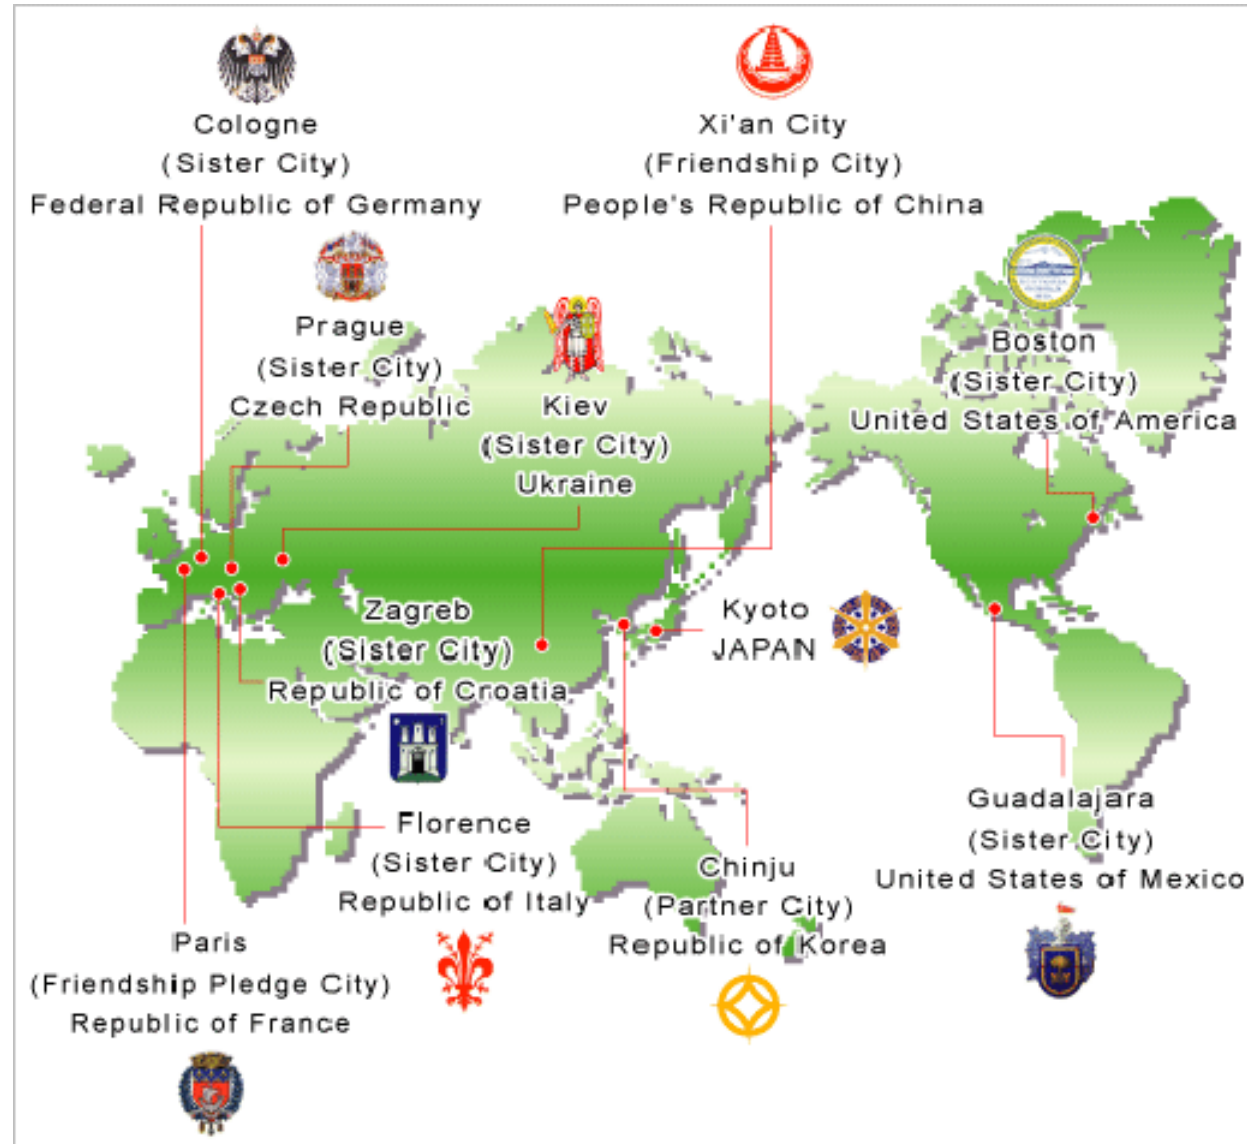 Cologne
(Sister City)
Federal Republic of Germany
Xi'an City
(Friendship City)
People's Republic of China
Prague
(Sister City)
Czech Republic
Kiev
(Sister City)
Ukraine
Boston
(Sister City)
United States of America
Zagreb
(Sister City)
Republic of Croatia
Kyoto
JAPAN
Florence
(Sister City)
Republic of Italy
Chinju
(Partner City)
Republic of Korea
Guadalajara
(Sister City)
United States of Mexico
Paris
(Friendship Pledge City)
Republic of France